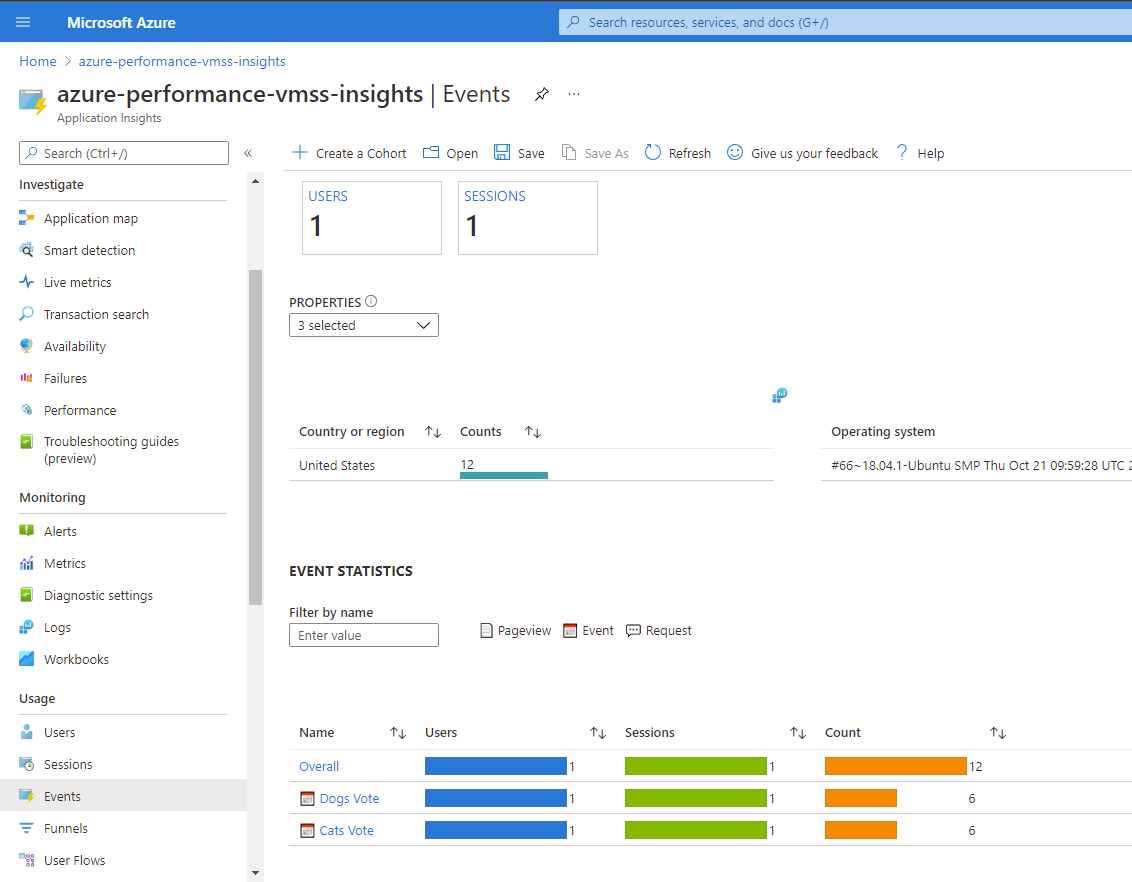 Microsoft Azure
Search resources, services, and docs (G+/)
Home > azure-performance-vmss-insights
azure-performance-vmss-insights | Events
Application Insights
Search (Ctrl+/)
Investigate
Application map
Smart detection
Live metrics
Transaction search
Availability
Failures
Performance
Troubleshooting guides
(preview)
Monitoring
Alerts
Metrics
Diagnostic settings
Logs
Workbooks
Usage
Users
Sessions
Events
Funnels
User Flows
Create a Cohort Open Save Save As Refresh Give us your feedback Help
USERS SESSIONS
1 1
PROPERTIES
3 selected
Country or region Counts Operating system
United States 12 #66~18.04.1-Ubuntu SMP Thu Oct 21 09:59:28 UTC 2
EVENT STATISTICS
Filter by name
Enter value Pageview Event Request
Name Users Sessions Count
Overall 1 1 12
Dogs Vote 1 1 6
Cats Vote 1 1 6